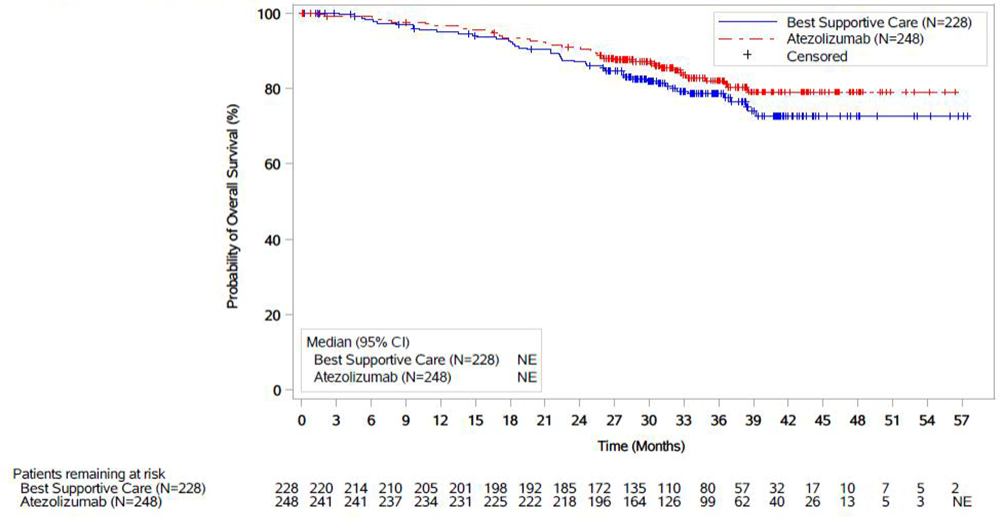 100
80
60
40
20
0
Probability of Overall Survival (%)
Best Supportive Care (N=228)
Atezolizumab (N=248)
+ Censored
Median (95% CI)
Best Supportive Care (N=228) NE
Atezolizumab (N=248) NE
0 3 6 9 12 15 18 21 24 27 30 33 36 39 42 45 48 51 54 57
Time (Months)
Patients remaining at risk
Best Supportive Care (N=228) 228 220 214 210 205 201 198 192 185 172 135 110 80 57 32 17 10 7 5 2
Atezolizumab (N=248) 248 241 241 237 234 231 225 222 218 196 164 126 99 62 40 26 13 5 3 NE